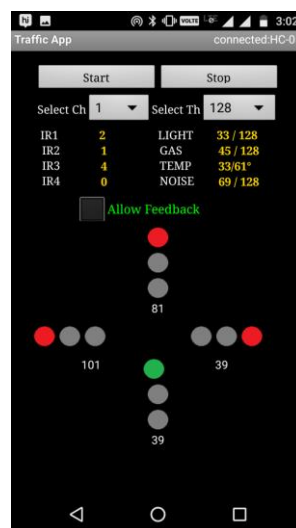 hj VOLTE 3:02
Traffic App connected:HC-0
Start Stop
Select Ch 1 Select Th 128
IR1 2 LIGHT 33 / 128
IR2 1 GAS 45 / 128
IR3 4 TEMP 33/61°
IR4 0 NOISE 69 / 128
Allow Feedback
81
101 39
39